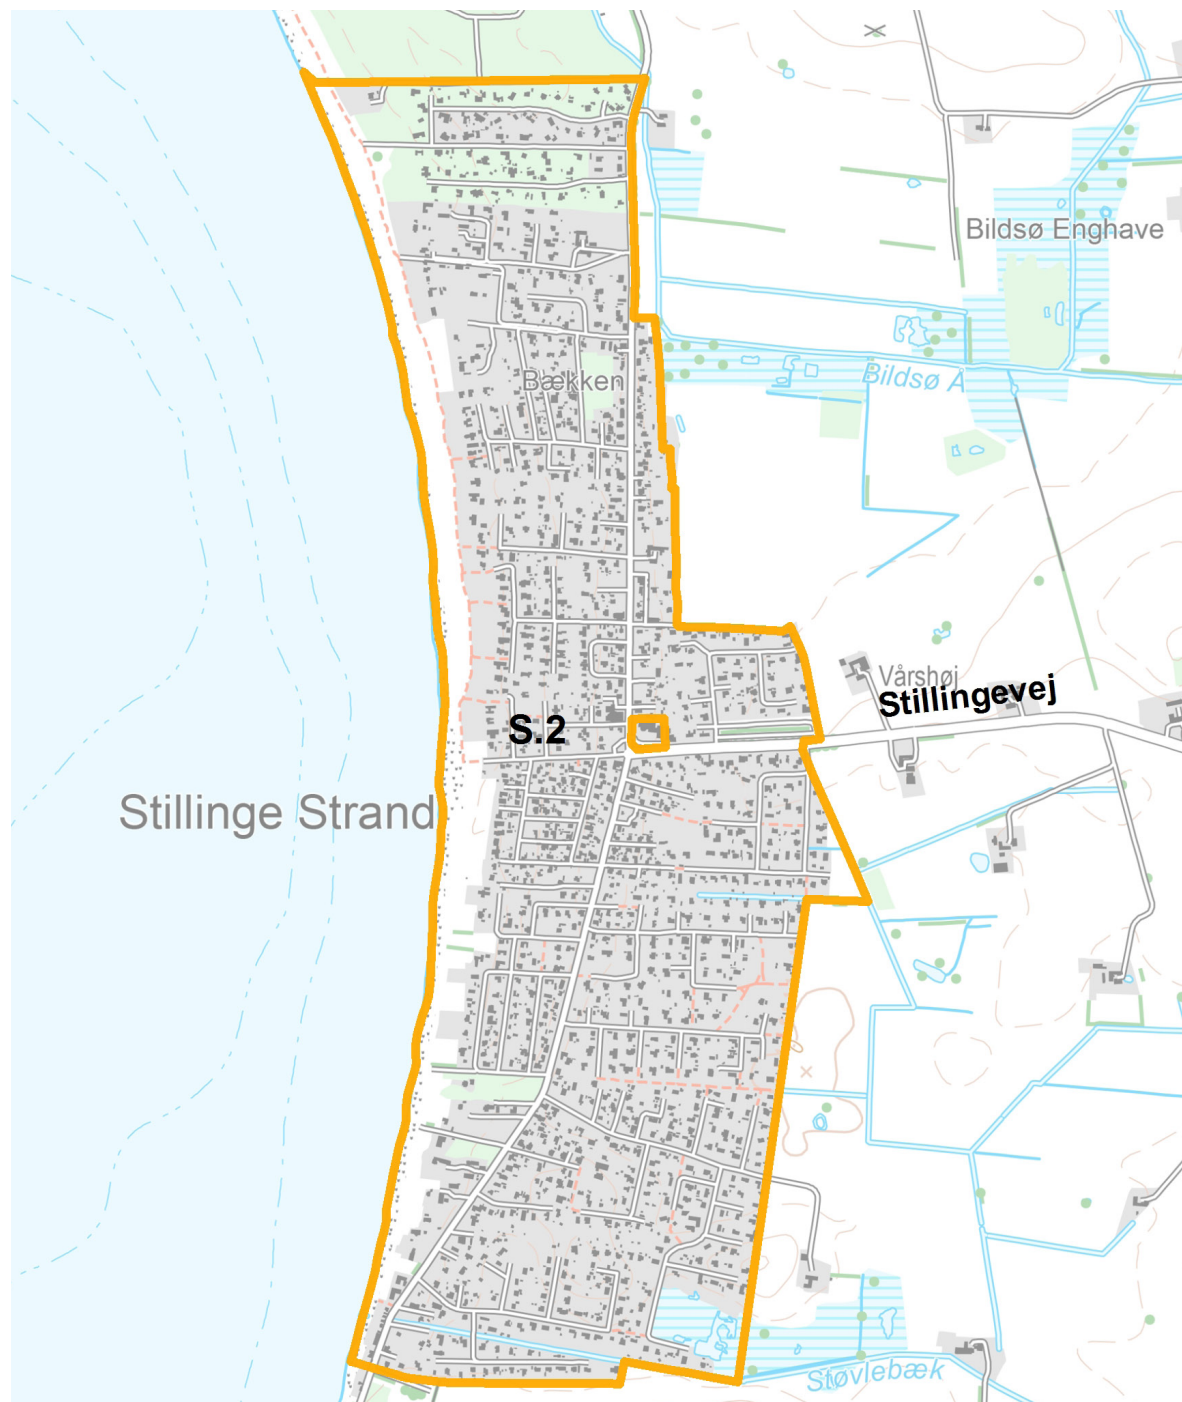 Bildsø Enghave
Bækken
Bildsø Å
Vårshøj
Stillingevej
S.2
Stillinge Strand
Støvlebæk